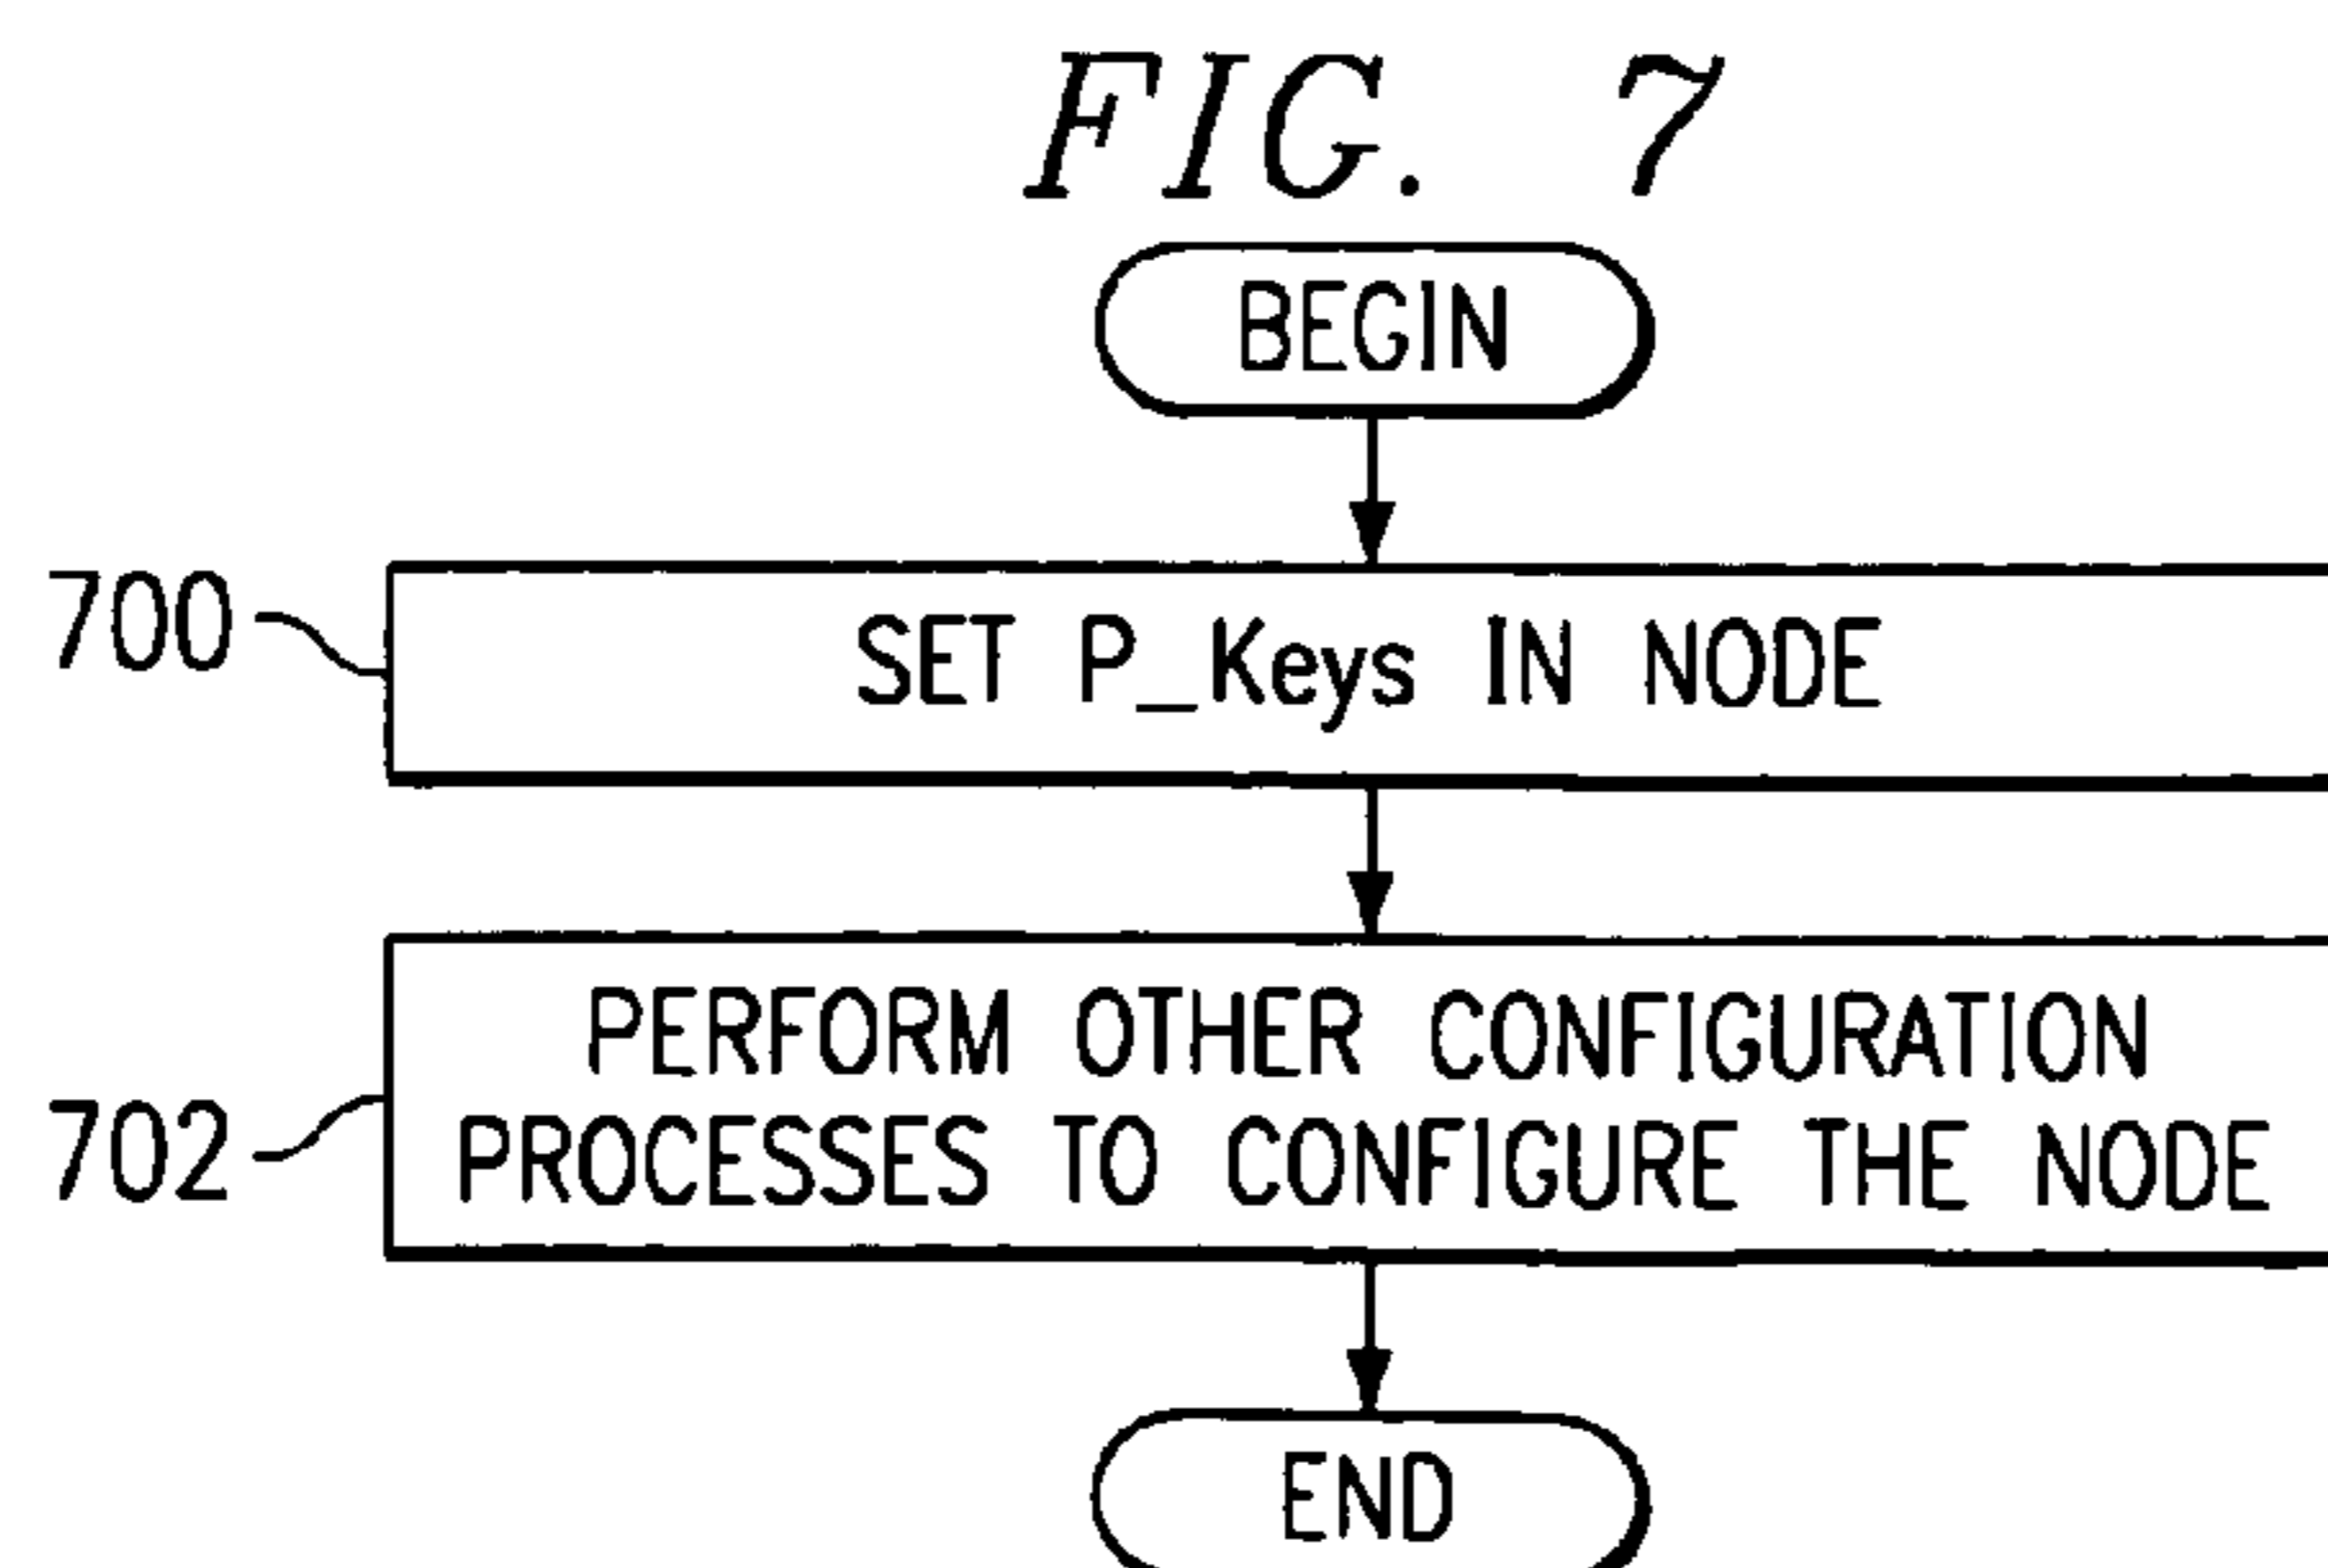 FIG. 7
BEGIN
700
SET P_Keys IN NODE
702
PERFORM OTHER CONFIGURATION
PROCESSES TO CONFIGURE THE NODE
END